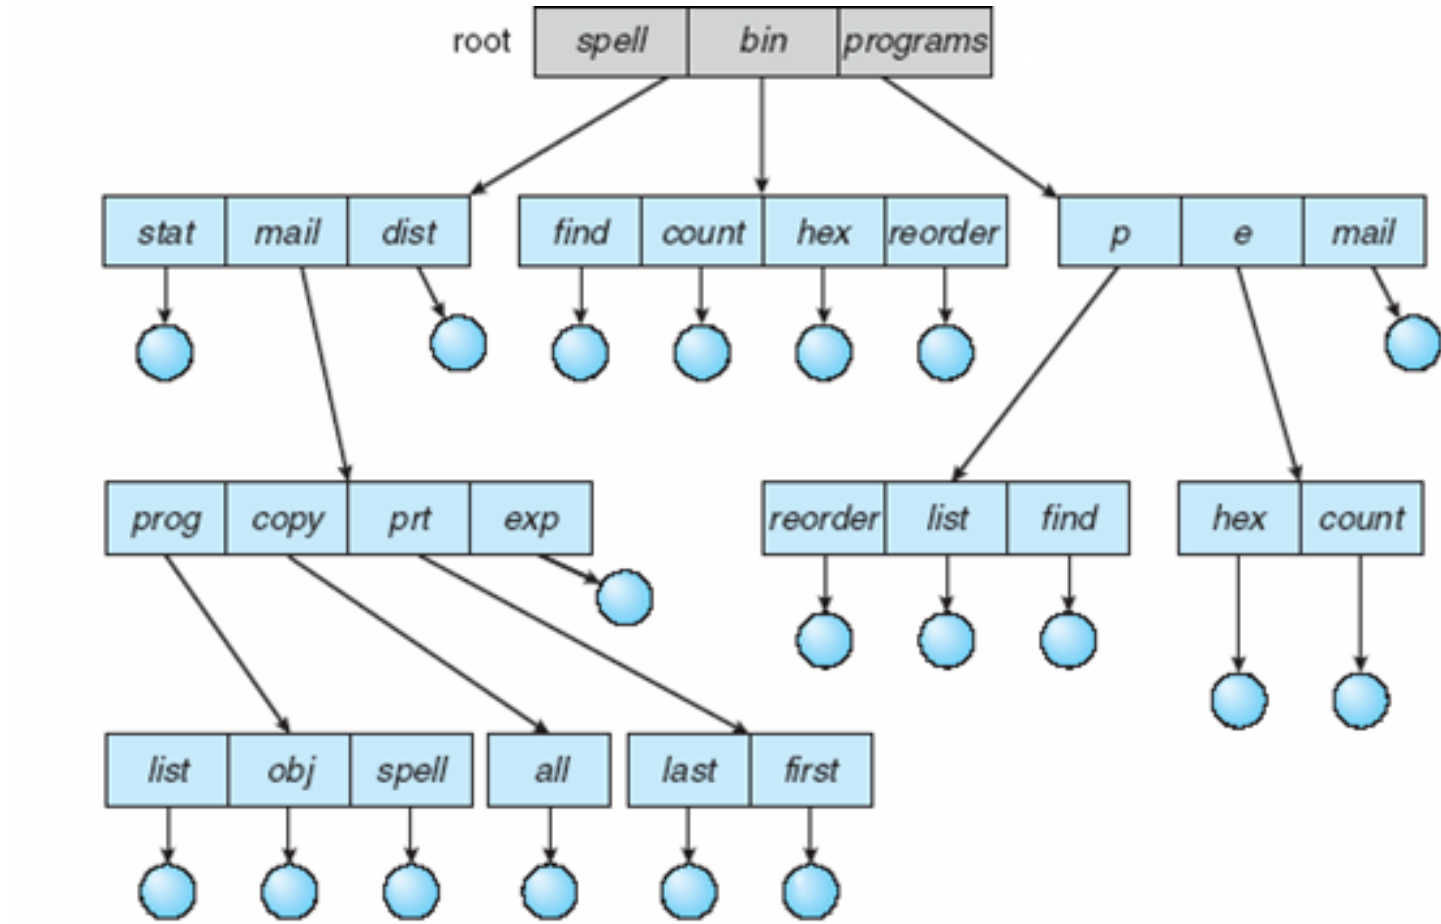 root spell bin programs
stat mail dist find count hex reorder p e mail
prog copy prt exp reorder list find hex count
list obj spell all last first